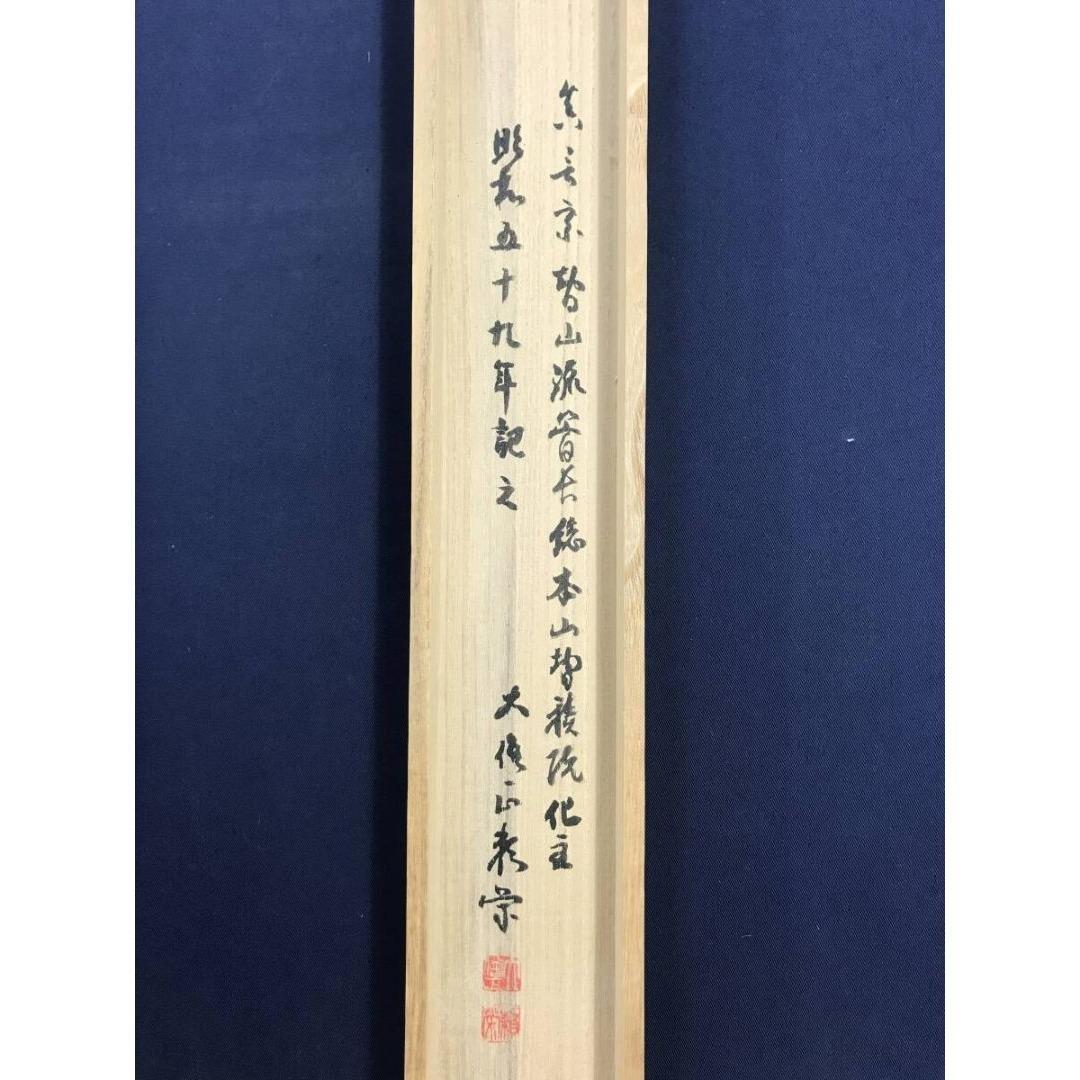 真言宗智山派管長総本山智積院化主
昭和五十九年記之
大僧正